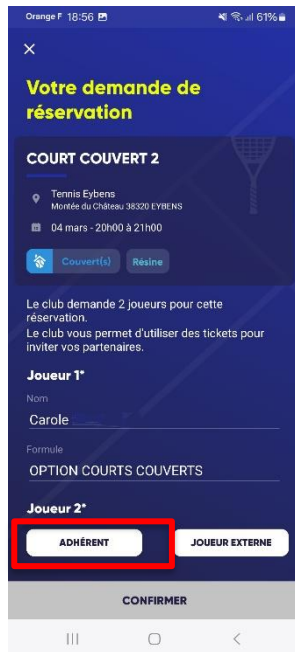 Orange F 18:56 61%
Votre demande de
réservation
COURT COUVERT 2
Tennis Eybens
Montée du Château 38320 EYBENS
04 mars - 20h00 à 21h00
Couvert(s) Résine
Le club demande 2 joueurs pour cette
réservation.
Le club vous permet d'utiliser des tickets pour
inviter vos partenaires.
Joueur 1*
Nom
Carole
Formule
OPTION COURTS COUVERTS
Joueur 2*
ADHÉRENT JOUEUR EXTERNE
CONFIRMER